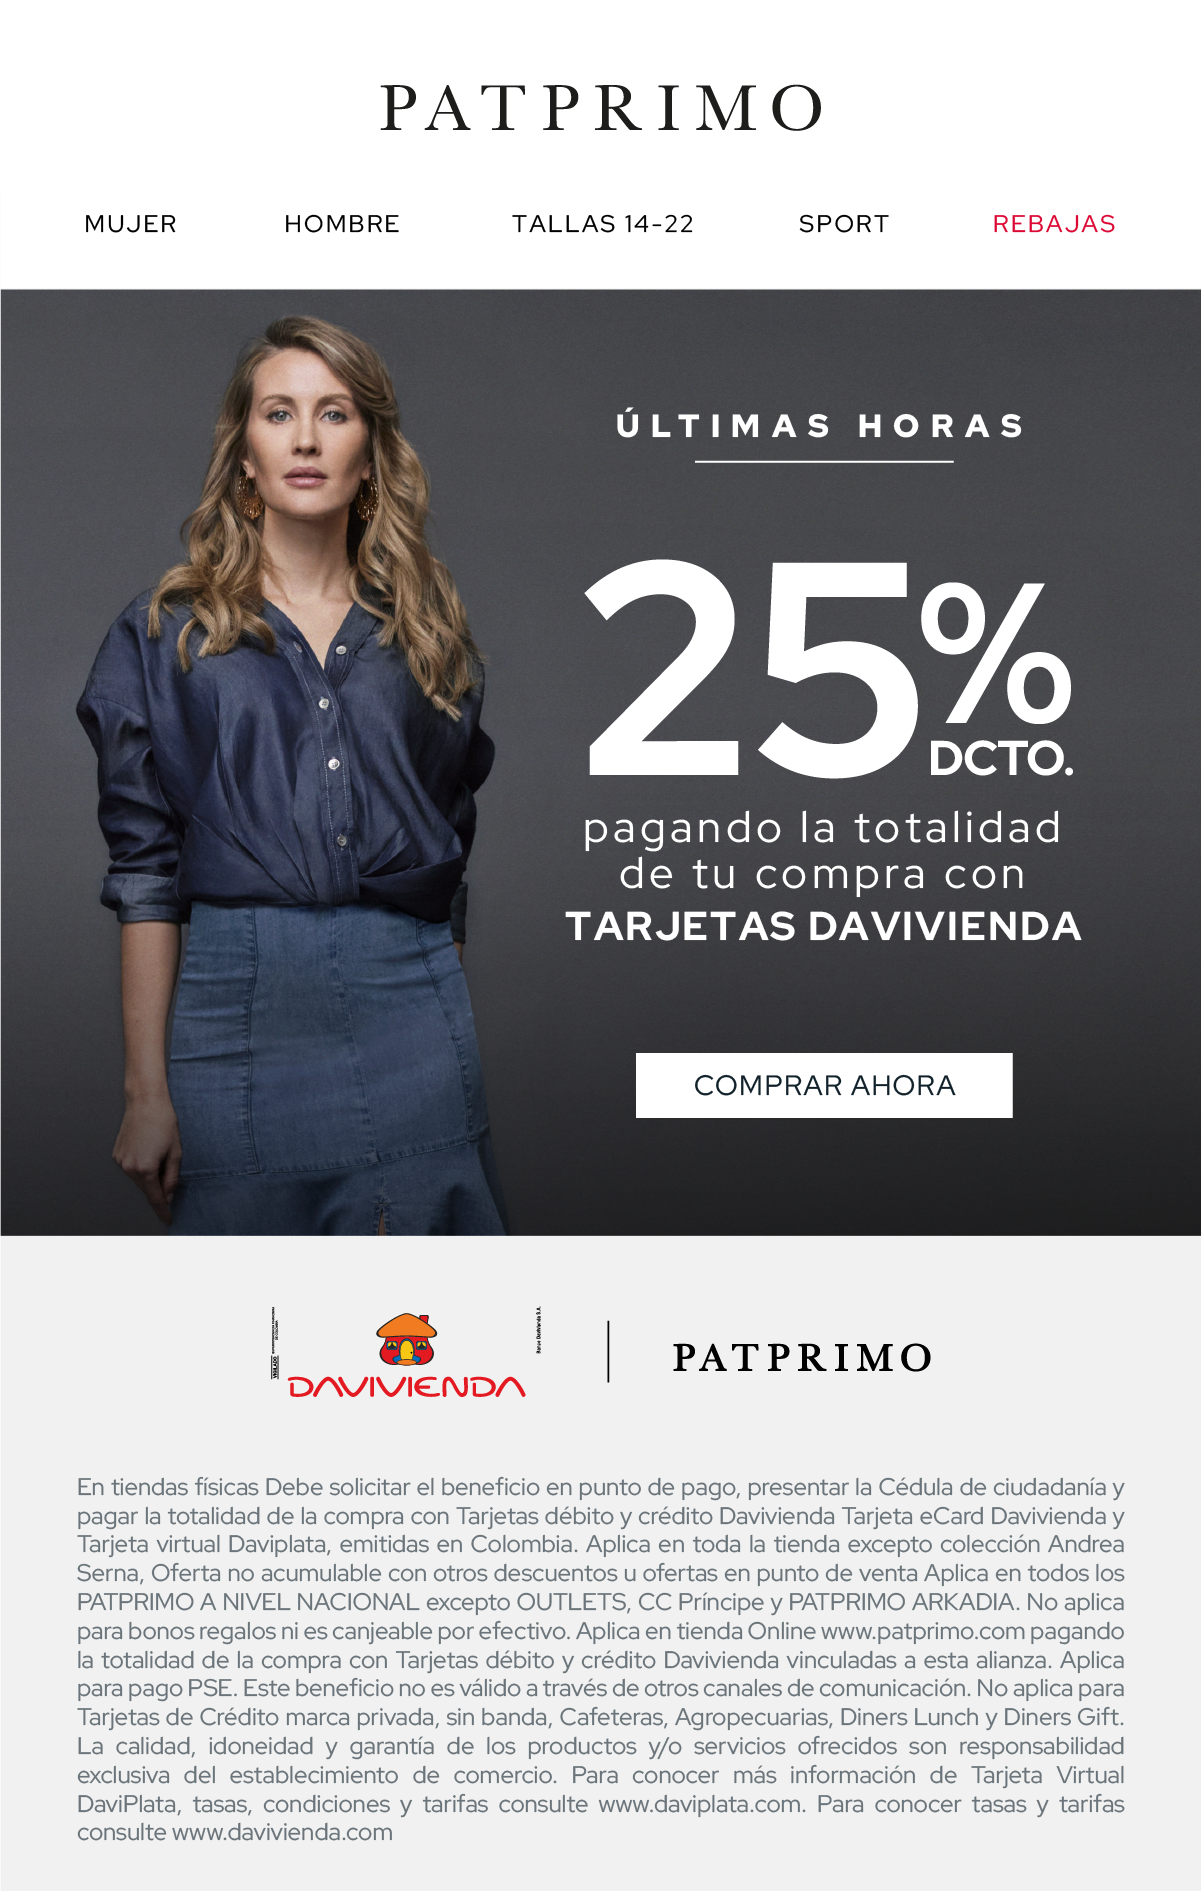 PATPRIMO
MUJER HOMBRE TALLAS 14-22 SPORT REBAJAS
ÚLTIMAS HORAS
25%
DCTO.
pagando la totalidad
de tu compra con
TARJETAS DAVIVIENDA
COMPRAR AHORA
VIGILADO
Banco Davivienda S.A.
DAVIVIENDA
PATPRIMO
En tiendas físicas Debe solicitar el beneficio en punto de pago, presentar la Cédula de ciudadanía y
pagar la totalidad de la compra con Tarjetas débito y crédito Davivienda Tarjeta eCard Davivienda y
Tarjeta virtual Daviplata, emitidas en Colombia. Aplica en toda la tienda excepto colección Andrea
Serna, Oferta no acumulable con otros descuentos u ofertas en punto de venta Aplica en todos los
PATPRIMO A NIVEL NACIONAL excepto OUTLETS, CC Príncipe y PATPRIMO ARKADIA. No aplica
para bonos regalos ni es canjeable por efectivo. Aplica en tienda Online www.patprimo.com pagando
la totalidad de la compra con Tarjetas débito y crédito Davivienda vinculadas a esta alianza. Aplica
para pago PSE. Este beneficio no es válido a través de otros canales de comunicación. No aplica para
Tarjetas de Crédito marca privada, sin banda, Cafeteras, Agropecuarias, Diners Lunch y Diners Gift.
La calidad, idoneidad y garantía de los productos y/o servicios ofrecidos son responsabilidad
exclusiva del establecimiento de comercio. Para conocer más información de Tarjeta Virtual
DaviPlata, tasas, condiciones y tarifas consulte www.daviplata.com. Para conocer tasas y tarifas
consulte www.davivienda.com